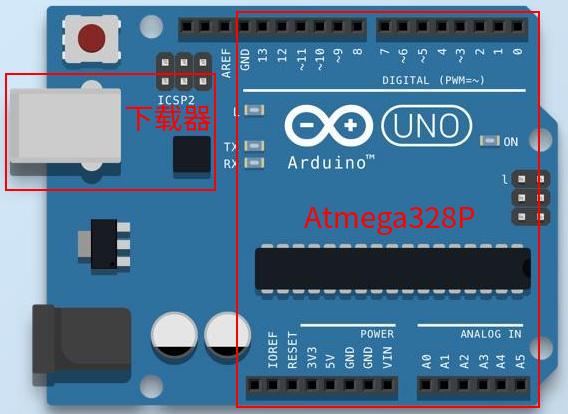 AREF
GND
13
12
~11
~10
~9
8
7
~6
~5
4
~3
2
1
0
DIGITAL (PWM=~)
ICSP2
下载器
L
TX
RX
UNO
ON
Arduino™
l
Atmega328P
POWER
ANALOG IN
IOREF
RESET
3V3
5V
GND
GND
VIN
A0
A1
A2
A3
A4
A5